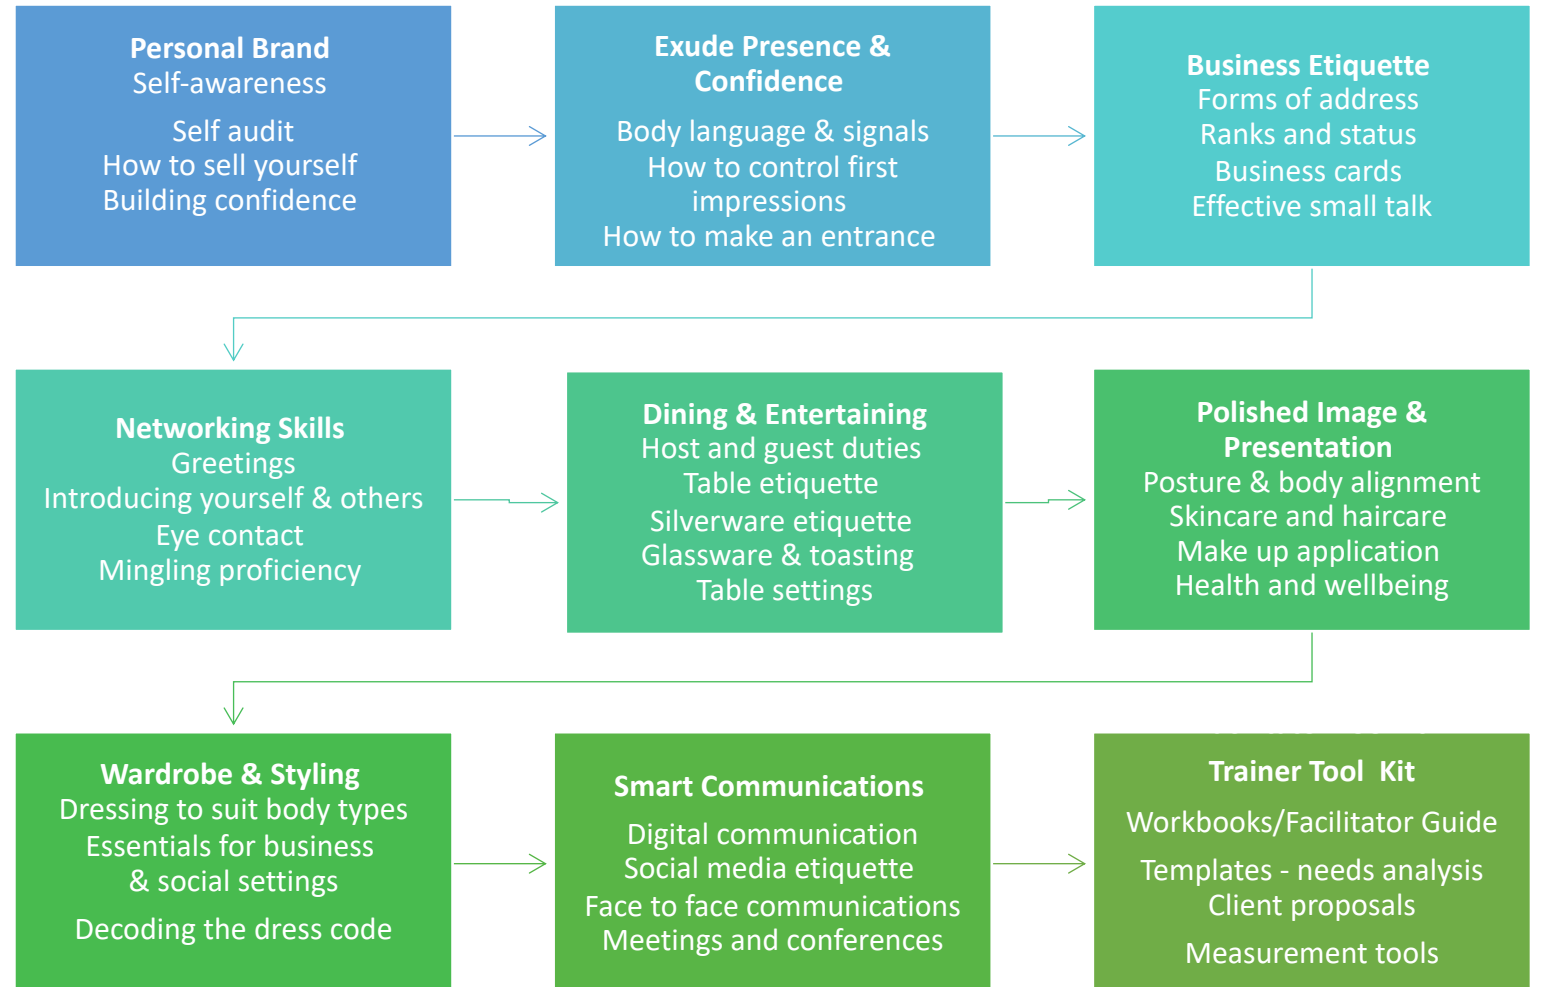 Personal Brand
Self-awareness
Self audit
How to sell yourself
Building confidence
Exude Presence &
Confidence
Body language & signals
How to control first
impressions
How to make an entrance
Business Etiquette
Forms of address
Ranks and status
Business cards
Effective small talk
Networking Skills
Greetings
Introducing yourself & others
Eye contact
Mingling proficiency
Dining & Entertaining
Host and guest duties
Table etiquette
Silverware etiquette
Glassware & toasting
Table settings
Polished Image &
Presentation
Posture & body alignment
Skincare and haircare
Make up application
Health and wellbeing
Wardrobe & Styling
Dressing to suit body types
Essentials for business
& social settings
Decoding the dress code
Smart Communications
Digital communication
Social media etiquette
Face to face communications
Meetings and conferences
Trainer Tool  Kit
Workbooks/Facilitator Guide
Templates - needs analysis
Client proposals
Measurement tools